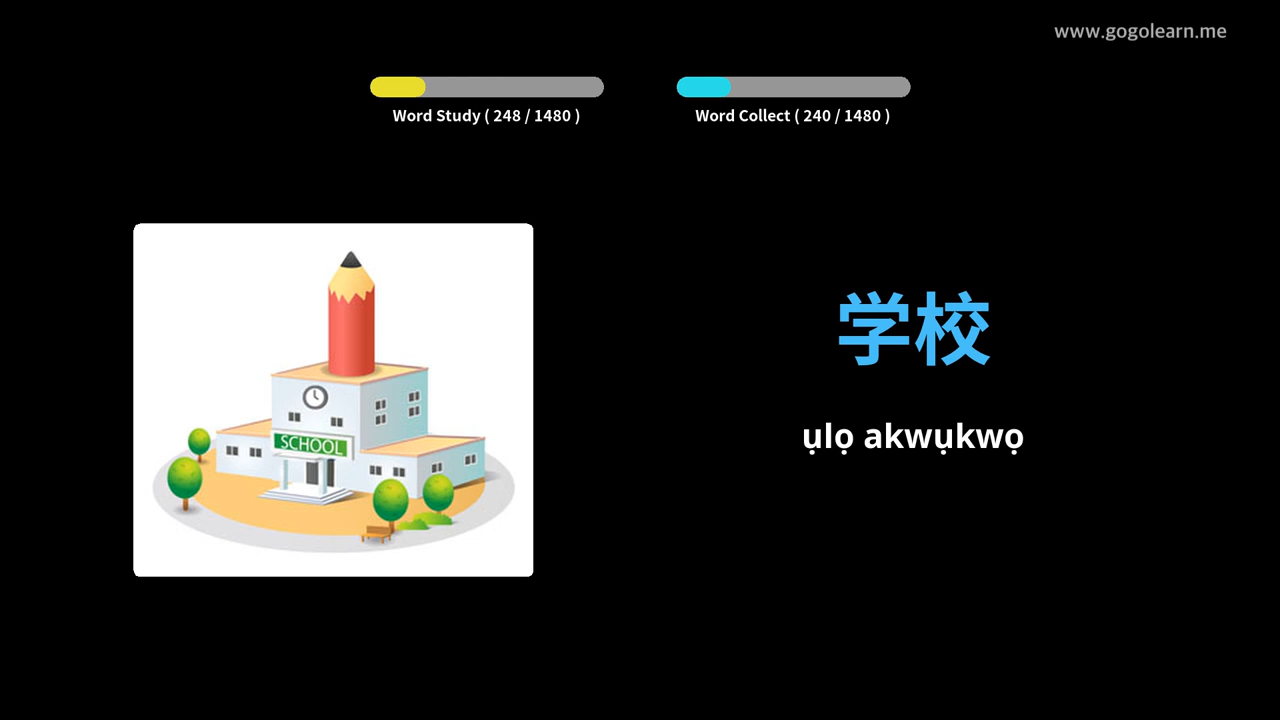 www.gogolearn.me
Word Study ( 248 / 1480 )
Word Collect ( 240 / 1480 )
SCHOOL
学校
ụlọ akwụkwọ